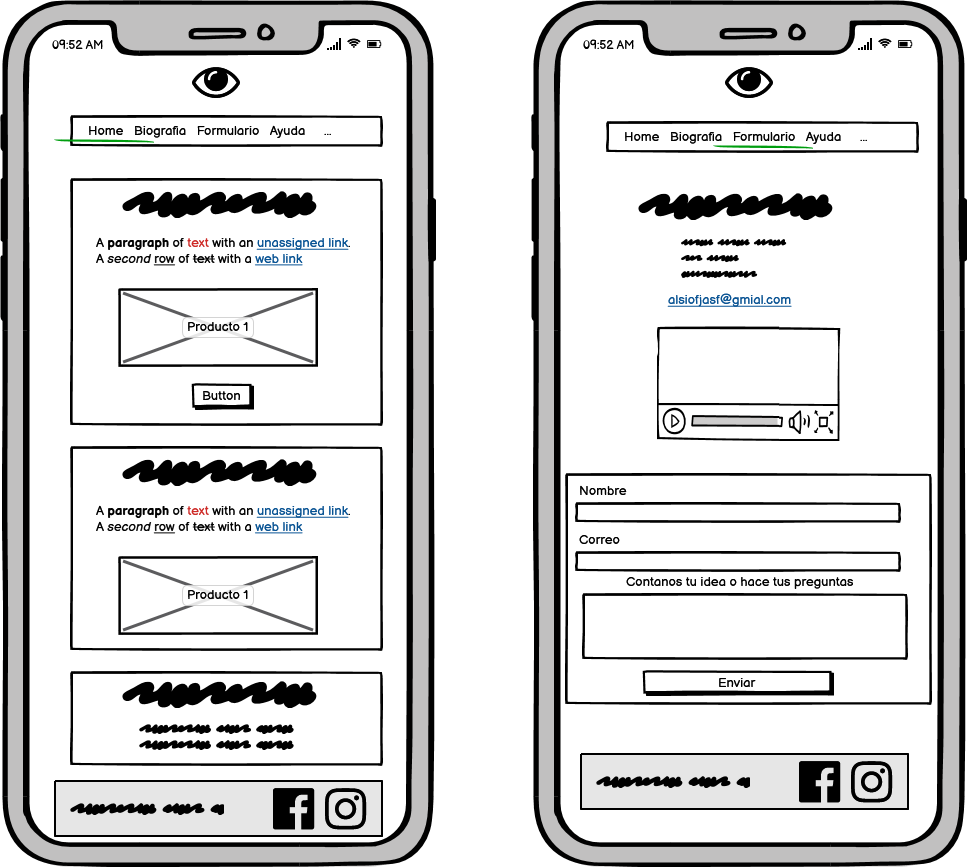 09:52 AM
Home Biografia Formulario Ayuda ...
A paragraph of text with an unassigned link.
A second row of text with a web link
Producto 1
Button
A paragraph of text with an unassigned link.
A second row of text with a web link
Producto 1
09:52 AM
Home Biografia Formulario Ayuda ...
alsiofjasf@gmial.com
Nombre
Correo
Contanos tu idea o hace tus preguntas
Enviar